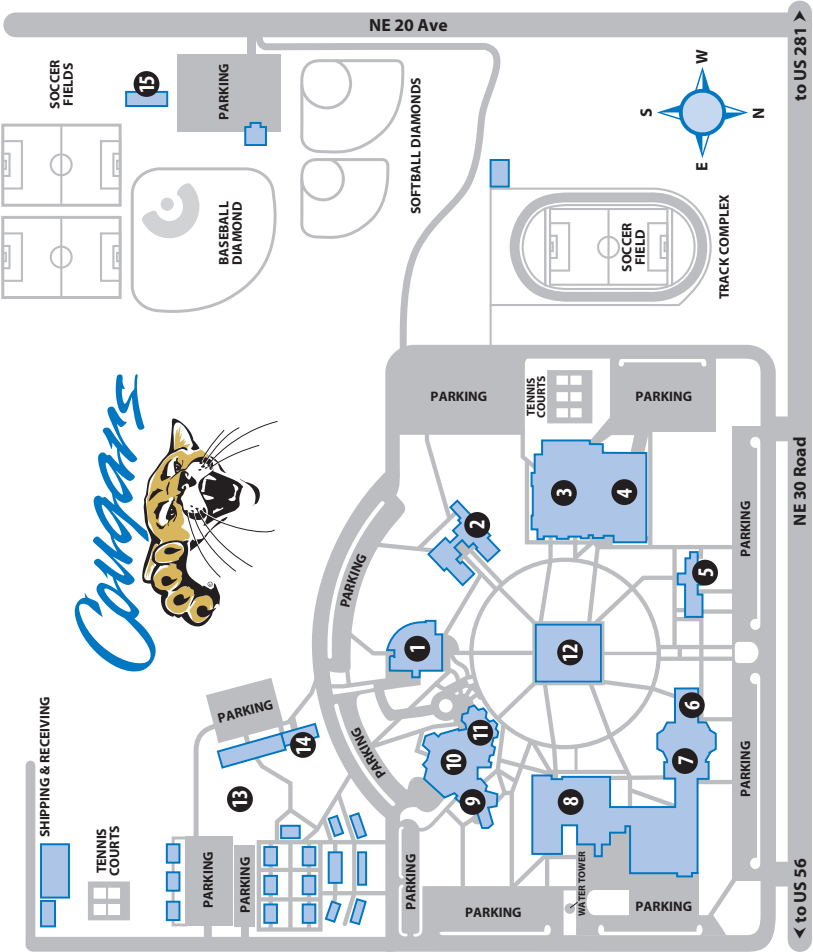 NE 20 Ave
to US 281
SOCCER
FIELDS
15
PARKING
W
S
N
E
SOFTBALL DIAMONDS
BASEBALL
DIAMOND
SOCCER
FIELD
TRACK COMPLEX
Cougars
CCCC
®
PARKING
TENNIS
COURTS
PARKING
NE 30 Road
3
4
2
PARKING
PARKING
5
1
12
PARKING
14
PARKING
11
6
10
7
PARKING
SHIPPING & RECEIVING
13
9
8
TENNIS
COURTS
PARKING
PARKING
PARKING
PARKING
WATER TOWER
PARKING
to US 56